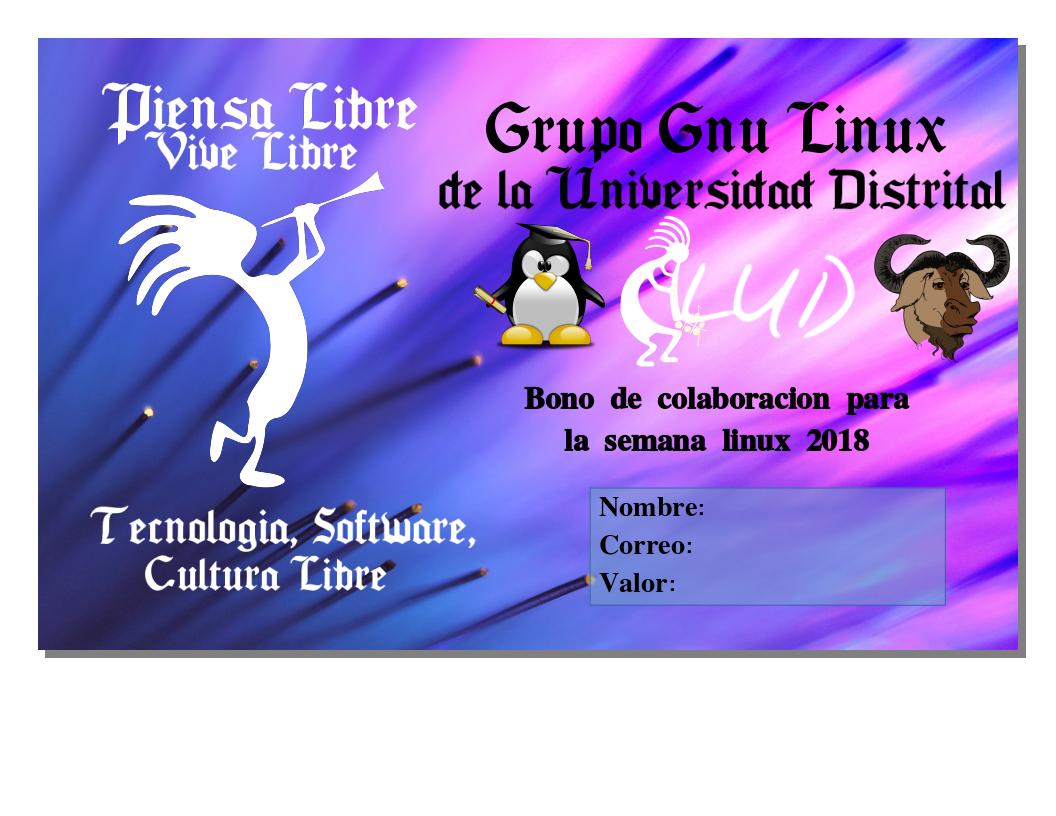 Piensa Libre
Vive Libre
Tecnologia, Software,
Cultura Libre
Grupo Gnu Linux
de la Universidad Distrital
GLUD
Bono de colaboracion para
la semana linux 2018
Nombre:
Correo:
Valor: